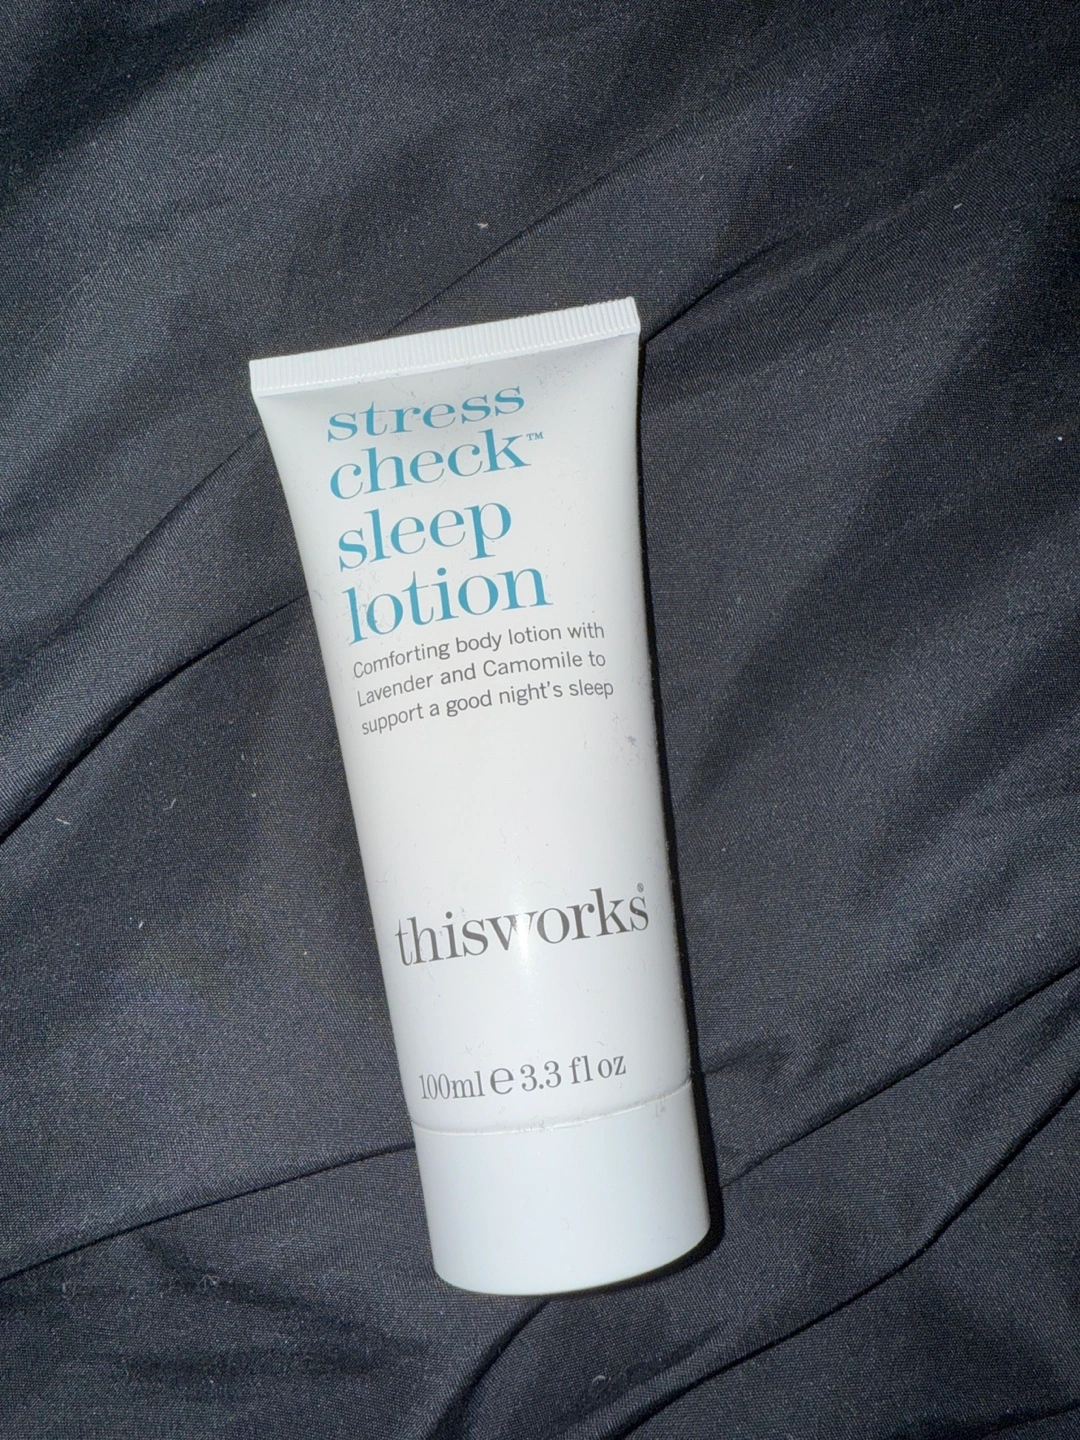 stress
check™
sleep
lotion
Comforting body lotion with
Lavender and Camomile to
support a good night's sleep
thisworks®
100ml ℮ 3.3 fl oz